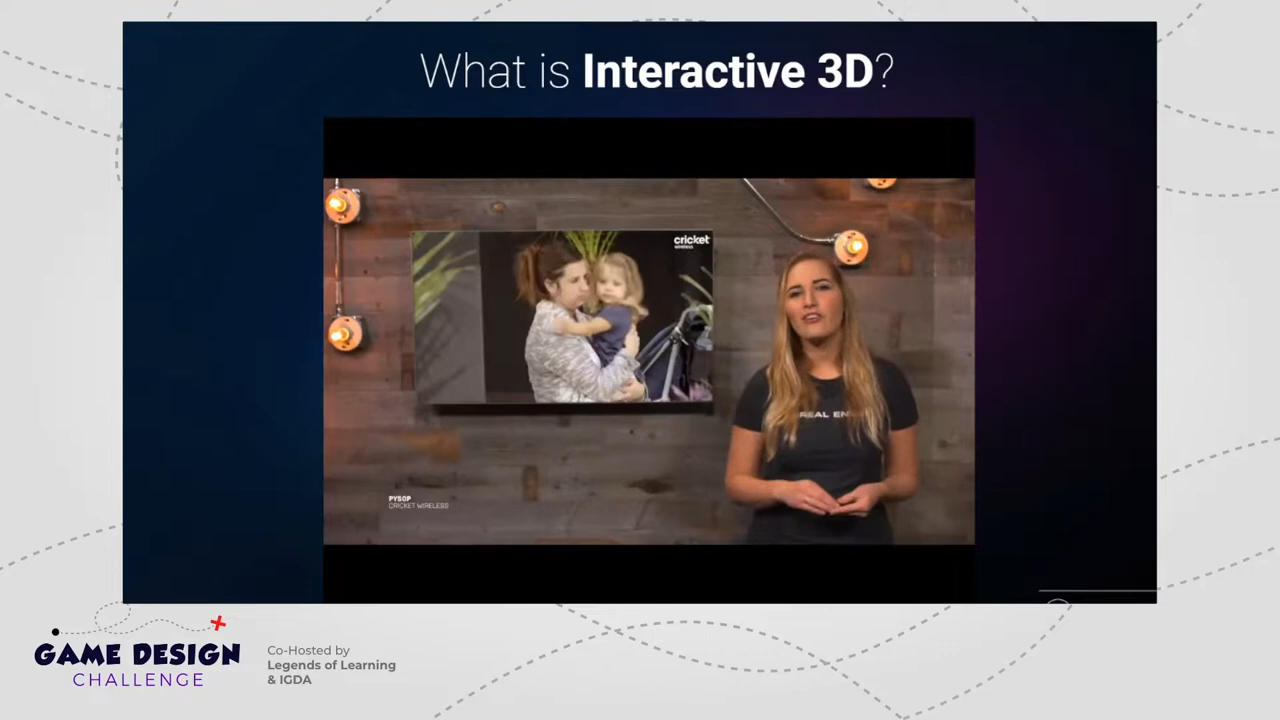 What is Interactive 3D?
cricket
wireless
REAL EN
PYSOP
CRICKET WIRELESS
GAME DESIGN
CHALLENGE
Co-Hosted by
Legends of Learning
& IGDA